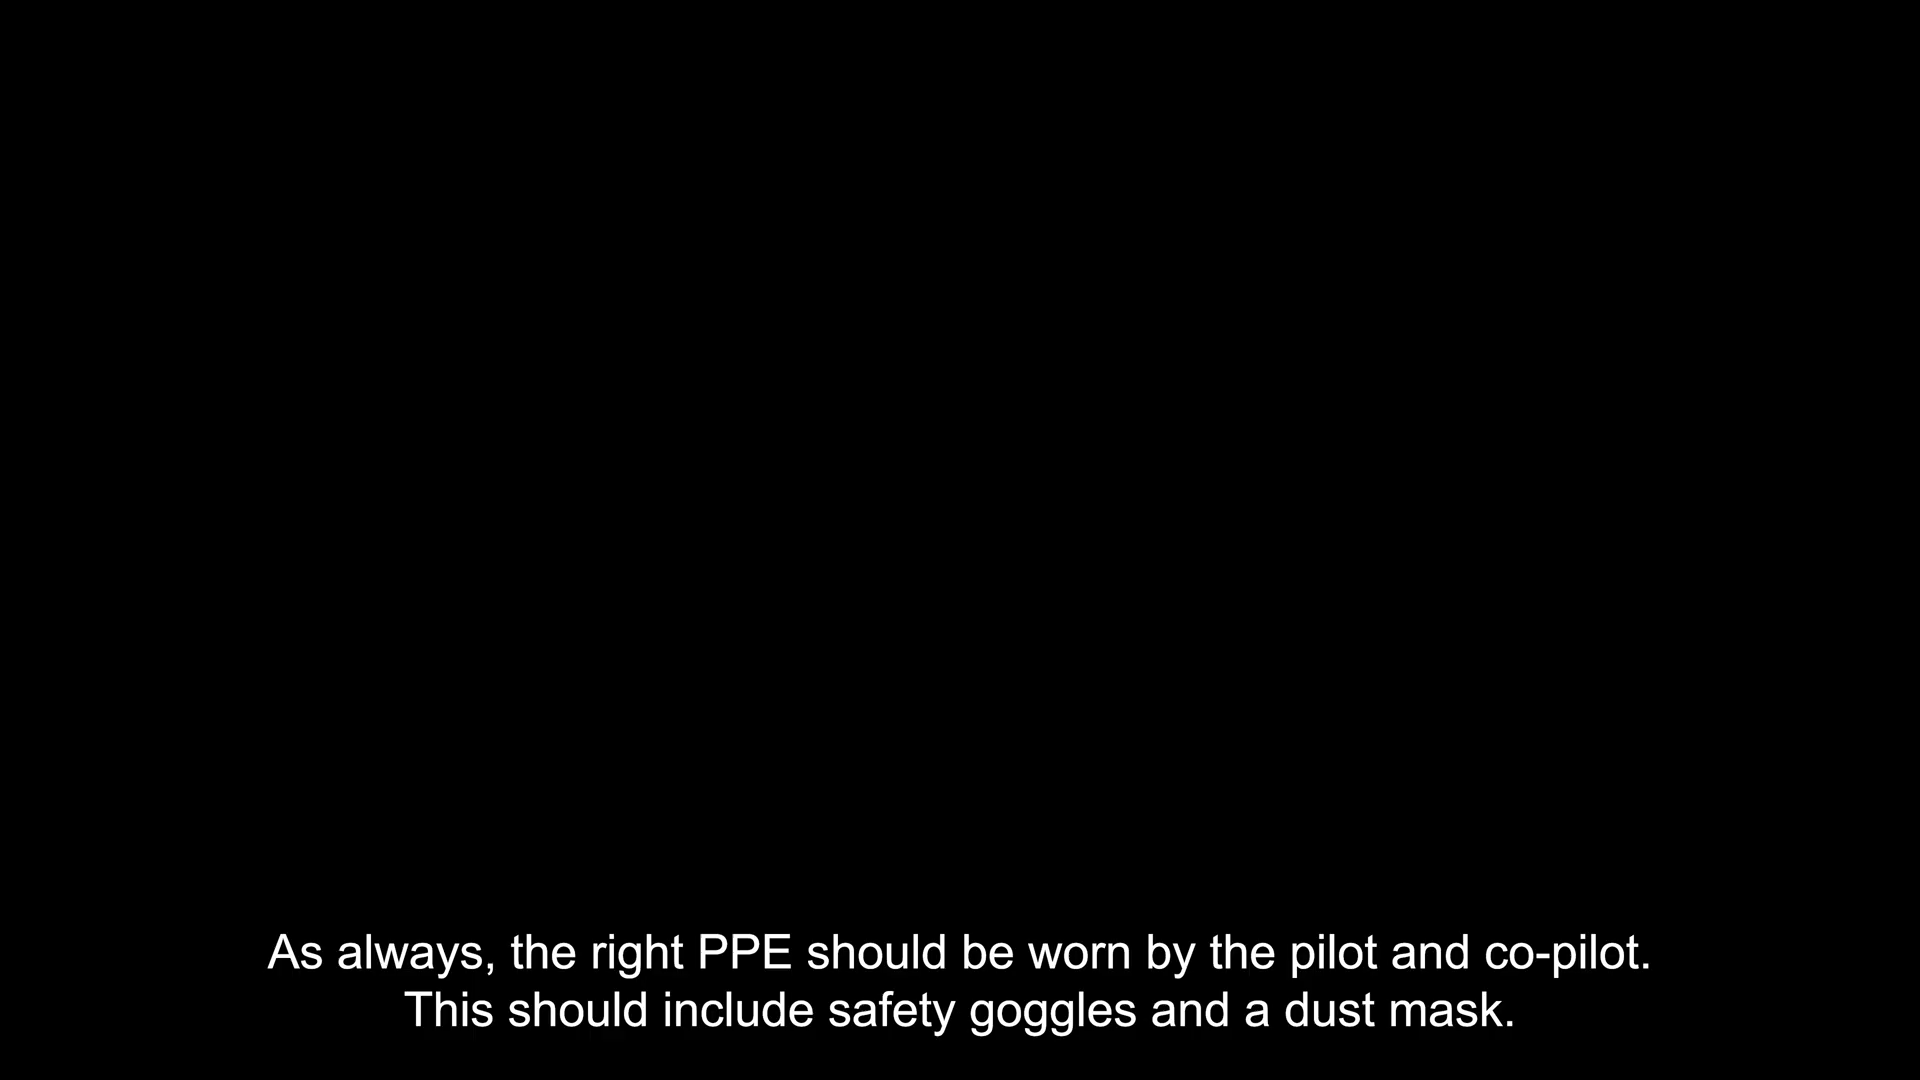 As always, the right PPE should be worn by the pilot and co-pilot.
This should include safety goggles and a dust mask.